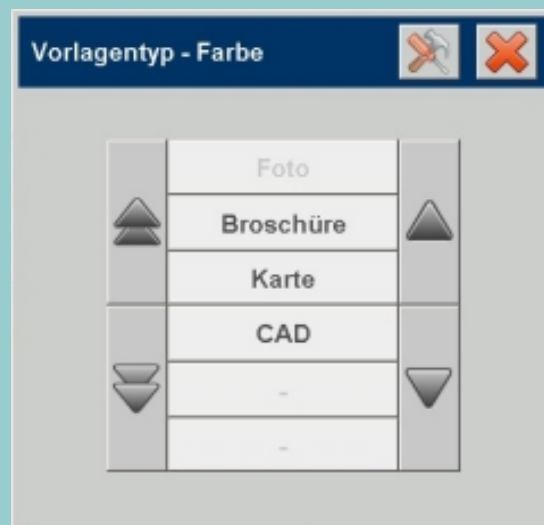 Vorlagentyp - Farbe
Foto
Broschüre
Karte
CAD
-
-